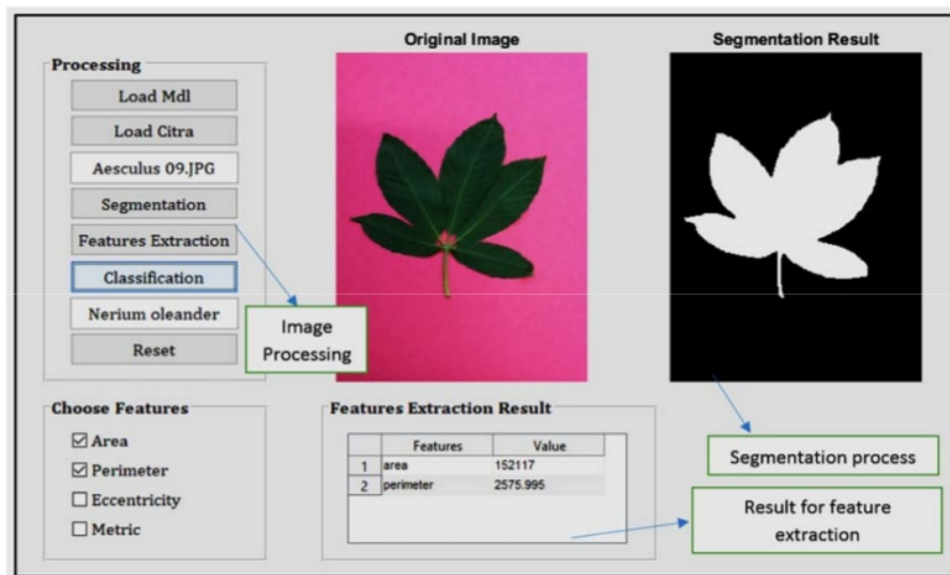 Processing
Load Mdl
Load Citra
Aesculus 09.JPG
Segmentation
Features Extraction
Classification
Nerium oleander
Reset
Original Image
Segmentation Result
Image
Processing
Choose Features
Area
Perimeter
Eccentricity
Metric
Features Extraction Result
Features Value
1 area 152117
2 perimeter 2575.995
Segmentation process
Result for feature
extraction